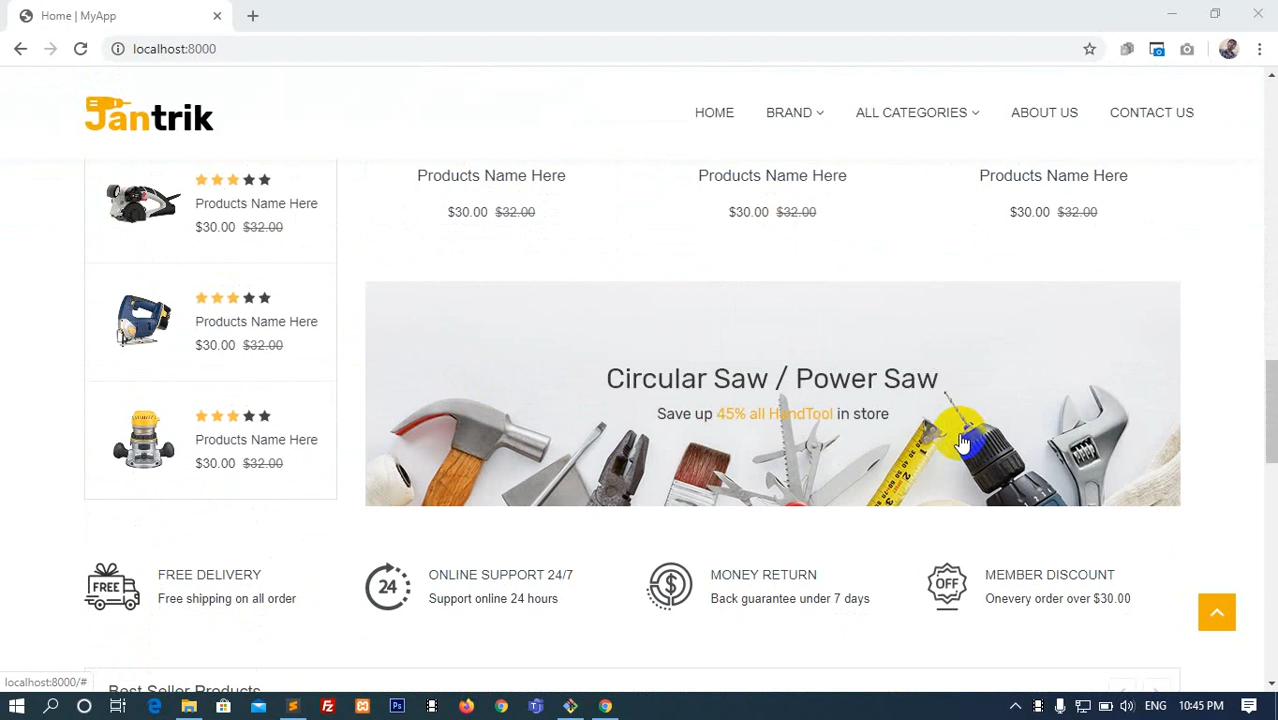 Home | MyApp
localhost:8000
Jantrik
HOME BRAND ALL CATEGORIES ABOUT US CONTACT US
Products Name Here
$30.00 $32.00
Products Name Here
$30.00 $32.00
Products Name Here
$30.00 $32.00
Products Name Here
$30.00 $32.00
Products Name Here
$30.00 $32.00
Products Name Here
$30.00 $32.00
Circular Saw / Power Saw
Save up 45% all HandTool in store
FREE
FREE DELIVERY
Free shipping on all order
24
ONLINE SUPPORT 24/7
Support online 24 hours
$
MONEY RETURN
Back guarantee under 7 days
OFF
MEMBER DISCOUNT
Onevery order over $30.00
localhost:8000/#
Best Seller Products
ENG 10:45 PM